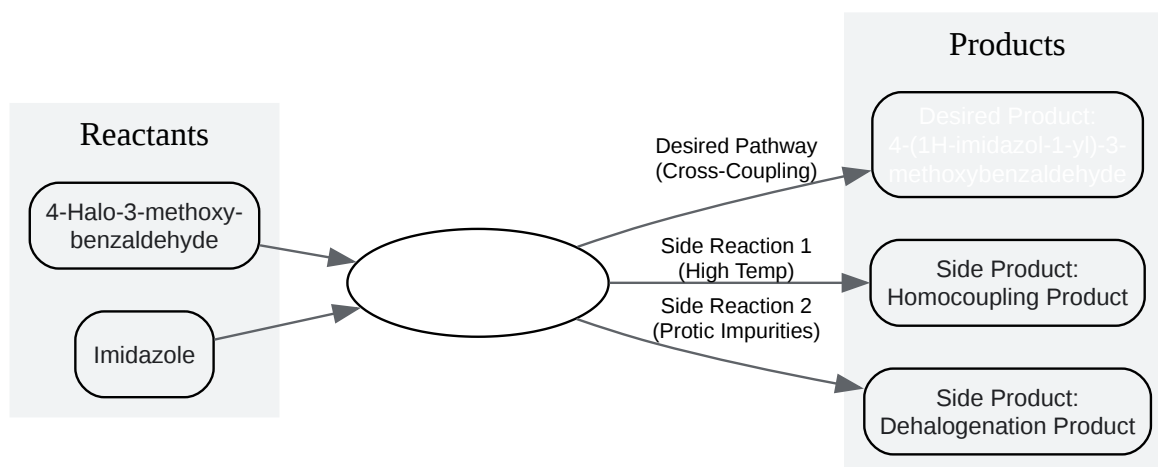 Reactants
4-Halo-3-methoxy-
benzaldehyde
Imidazole
Desired Pathway
(Cross-Coupling)
Side Reaction 1
(High Temp)
Side Reaction 2
(Protic Impurities)
Products
Desired Product:
4-(1H-imidazol-1-yl)-3-
methoxybenzaldehyde
Side Product:
Homocoupling Product
Side Product:
Dehalogenation Product